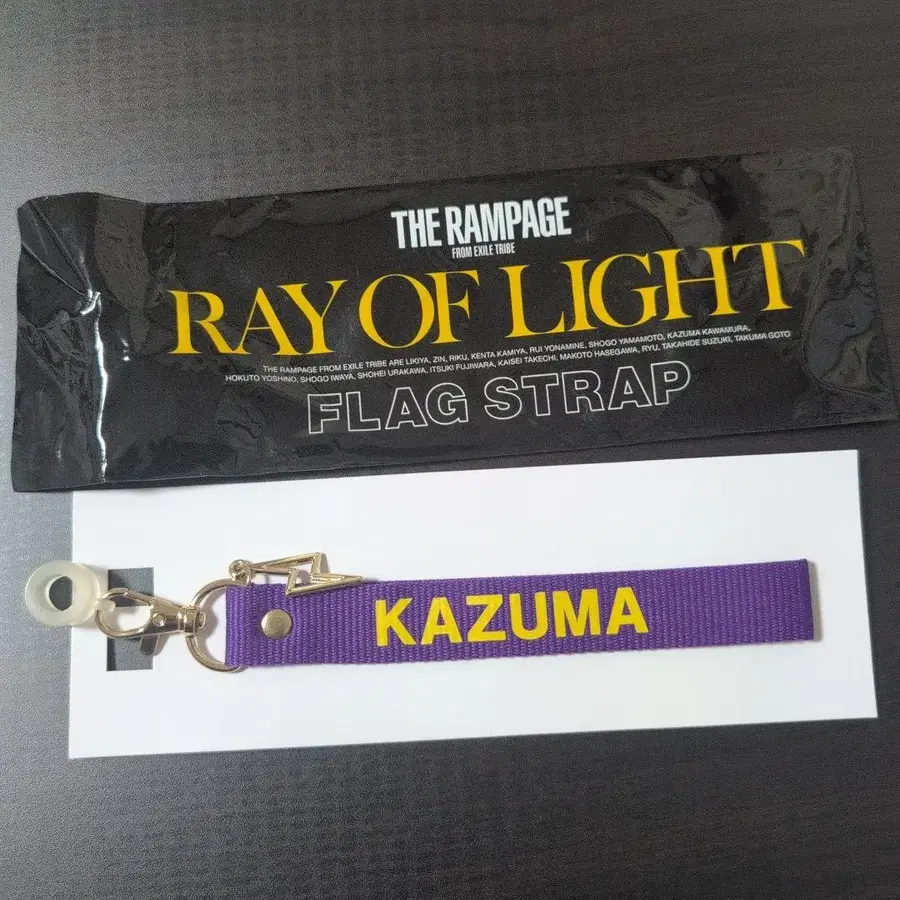 THE RAMPAGE
FROM EXILE TRIBE
RAY OF LIGHT
THE RAMPAGE FROM EXILE TRIBE ARE LIKIYA, ZIN, RIKU, KENTA KAMIYA, RUI YONAMINE, SHOGO YAMAMOTO, KAZUMA KAWAMURA,
HOKUTO YOSHINO, SHOGO IWAYA, SHOHEI URAKAWA, ITSUKI FUJIWARA, KAISEI TAKECHI, MAKOTO HASEGAWA, RYU, TAKAHIDE SUZUKI, TAKUMA GOTO
FLAG STRAP
KAZUMA